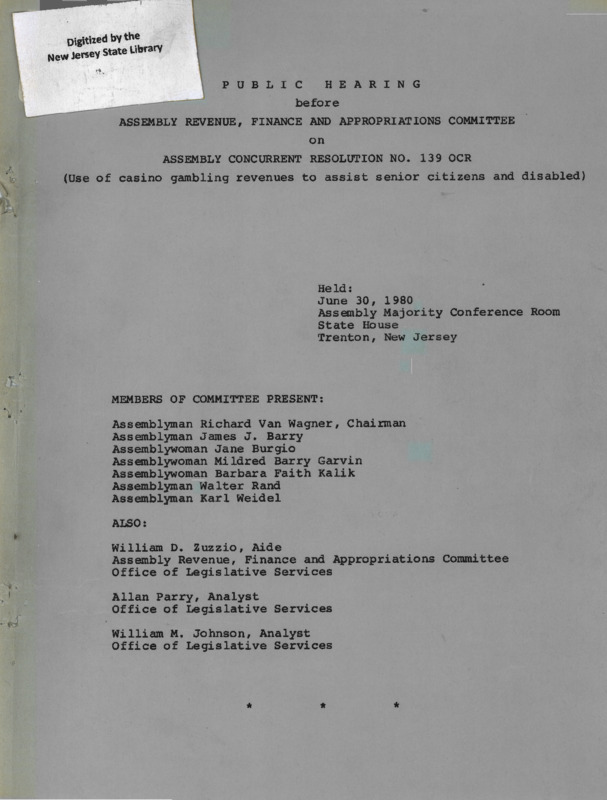 Digitized by the
New Jersey State Library
PUBLIC HEARING
before
ASSEMBLY REVENUE, FINANCE AND APPROPRIATIONS COMMITTEE
on
ASSEMBLY CONCURRENT RESOLUTION NO. 139 OCR
(Use of casino gambling revenues to assist senior citizens and disabled)
Held:
June 30, 1980
Assembly Majority Conference Room
State House
Trenton, New Jersey
MEMBERS OF COMMITTEE PRESENT:
Assemblyman Richard Van Wagner, Chairman
Assemblyman James J. Barry
Assemblywoman Jane Burgio
Assemblywoman Mildred Barry Garvin
Assemblywoman Barbara Faith Kalik
Assemblyman Walter Rand
Assemblyman Karl Weidel
ALSO:
William D. Zuzzio, Aide
Assembly Revenue, Finance and Appropriations Committee
Office of Legislative Services
Allan Parry, Analyst
Office of Legislative Services
William M. Johnson, Analyst
Office of Legislative Services
* * *